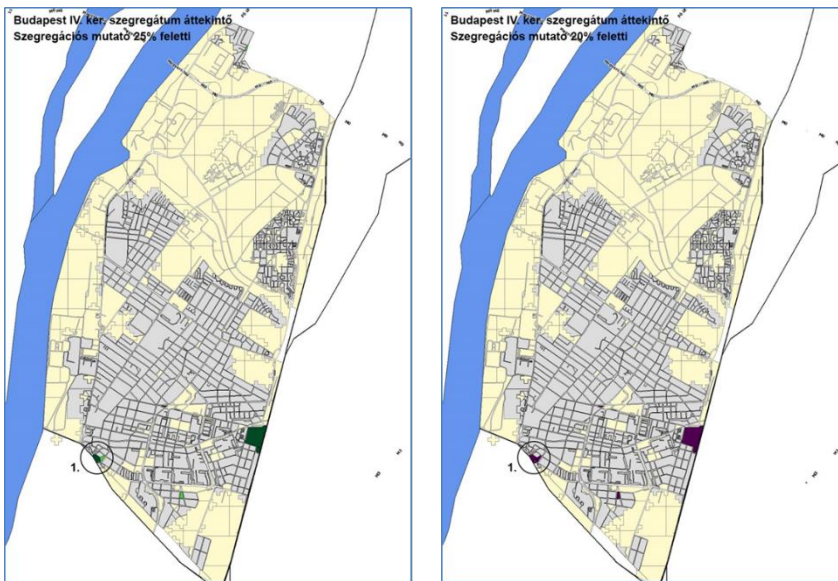 Budapest IV. ker. szegregátum áttekintő
Szegregációs mutató 25% feletti
1.
Budapest IV. ker. szegregátum áttekintő
Szegregációs mutató 20% feletti
1.